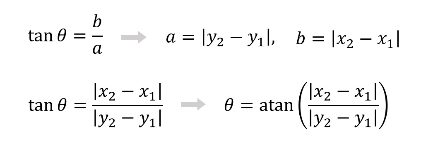 tan θ = b/a → a = |y₂ − y₁|, b = |x₂ − x₁|
tan θ = |x₂ − x₁|/|y₂ − y₁| → θ = atan(|x₂ − x₁|/|y₂ − y₁|)